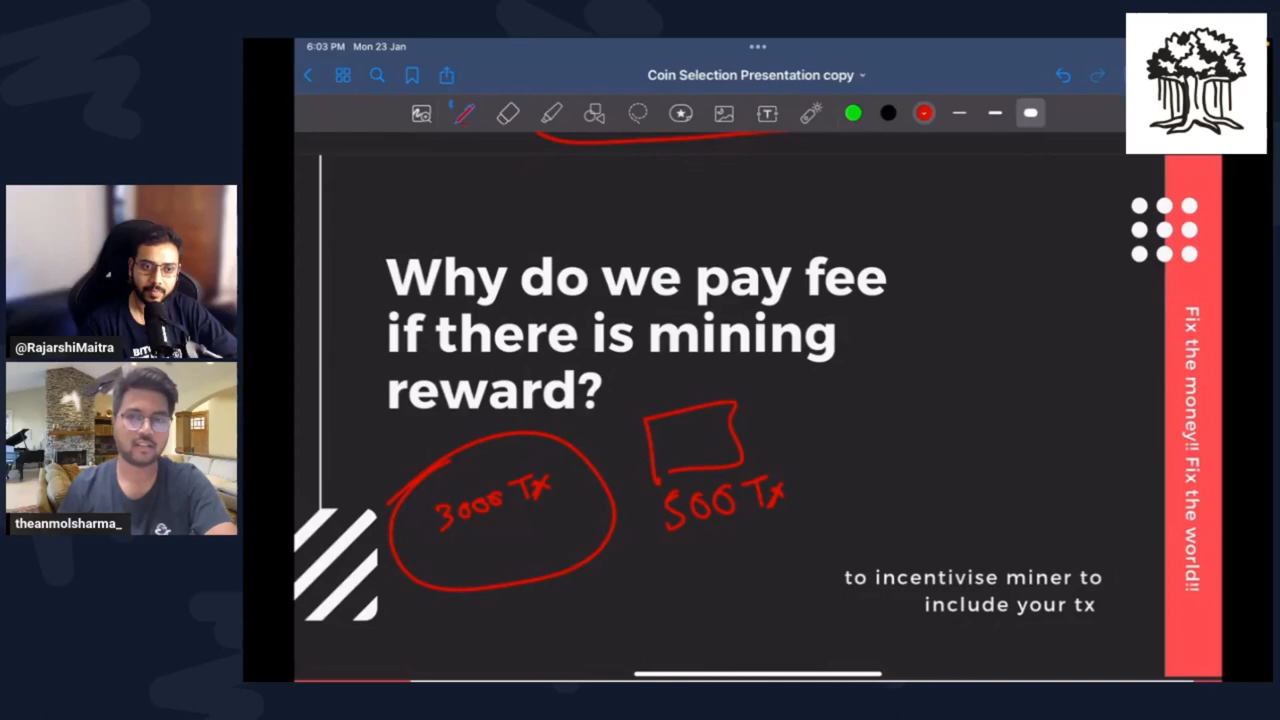 6:03 PM Mon 23 Jan
Coin Selection Presentation copy
T
Why do we pay fee
if there is mining
reward?
3000 Tx
500 Tx
to incentivise miner to
include your tx
Fix the money!! Fix the world!!
@RajarshiMaitra
theanmolsharma_